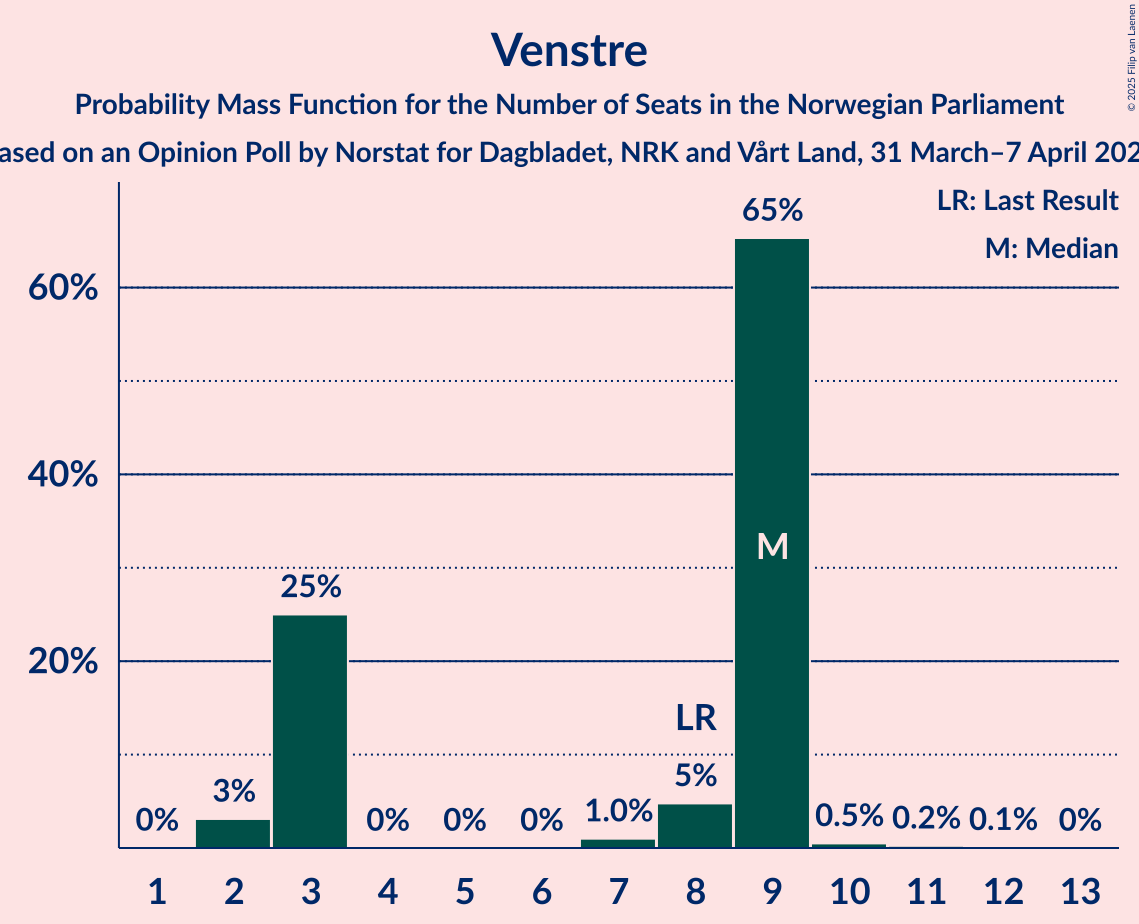 © 2025 Filip van Laenen
Venstre
Probability Mass Function for the Number of Seats in the Norwegian Parliament
ased on an Opinion Poll by Norstat for Dagbladet, NRK and Vårt Land, 31 March–7 April 202
LR: Last Result
M: Median
65%
60%
40%
M
25%
20%
LR
5%
3%
1.0%
0% 0% 0% 0% 0.5% 0.2% 0.1% 0%
1 2 3 4 5 6 7 8 9 10 11 12 13